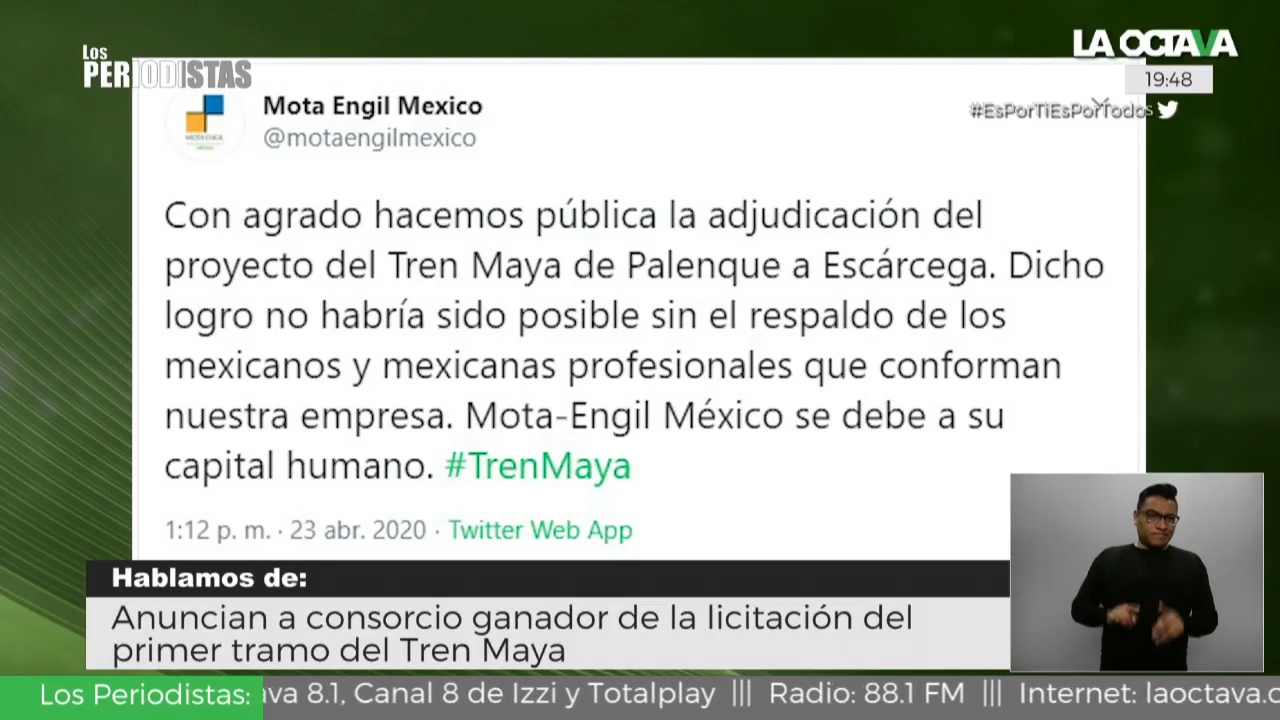 Los
PERIODISTAS
LA OCTAVA
19:48
#EsPorTiEsPorTodos
Mota Engil Mexico
@motaengilmexico
MOTA-ENGIL
MÉXICO
Con agrado hacemos pública la adjudicación del
proyecto del Tren Maya de Palenque a Escárcega. Dicho
logro no habría sido posible sin el respaldo de los
mexicanos y mexicanas profesionales que conforman
nuestra empresa. Mota-Engil México se debe a su
capital humano. #TrenMaya
1:12 p. m. · 23 abr. 2020 · Twitter Web App
Hablamos de:
Anuncian a consorcio ganador de la licitación del
primer tramo del Tren Maya
Los Periodistas: ava 8.1, Canal 8 de Izzi y Totalplay ||| Radio: 88.1 FM ||| Internet: laoctava.c